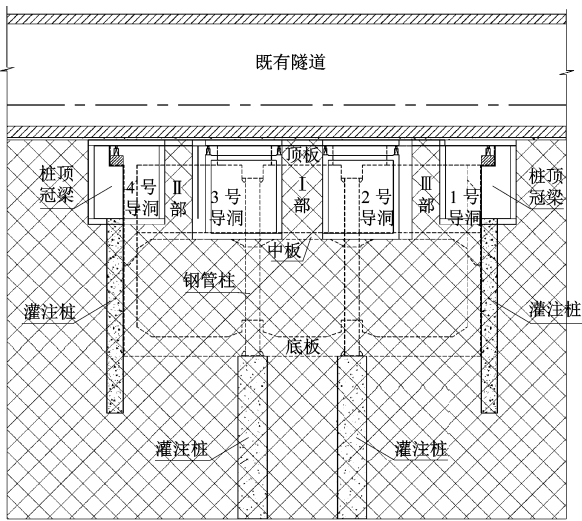 既有隧道
顶板
桩顶
冠梁
4号
导洞
Ⅱ
部
3号
导洞
Ⅰ
部
2号
导洞
Ⅲ
部
1号
导洞
桩顶
冠梁
中板
钢管柱
灌注桩
灌注桩
底板
灌注桩
灌注桩